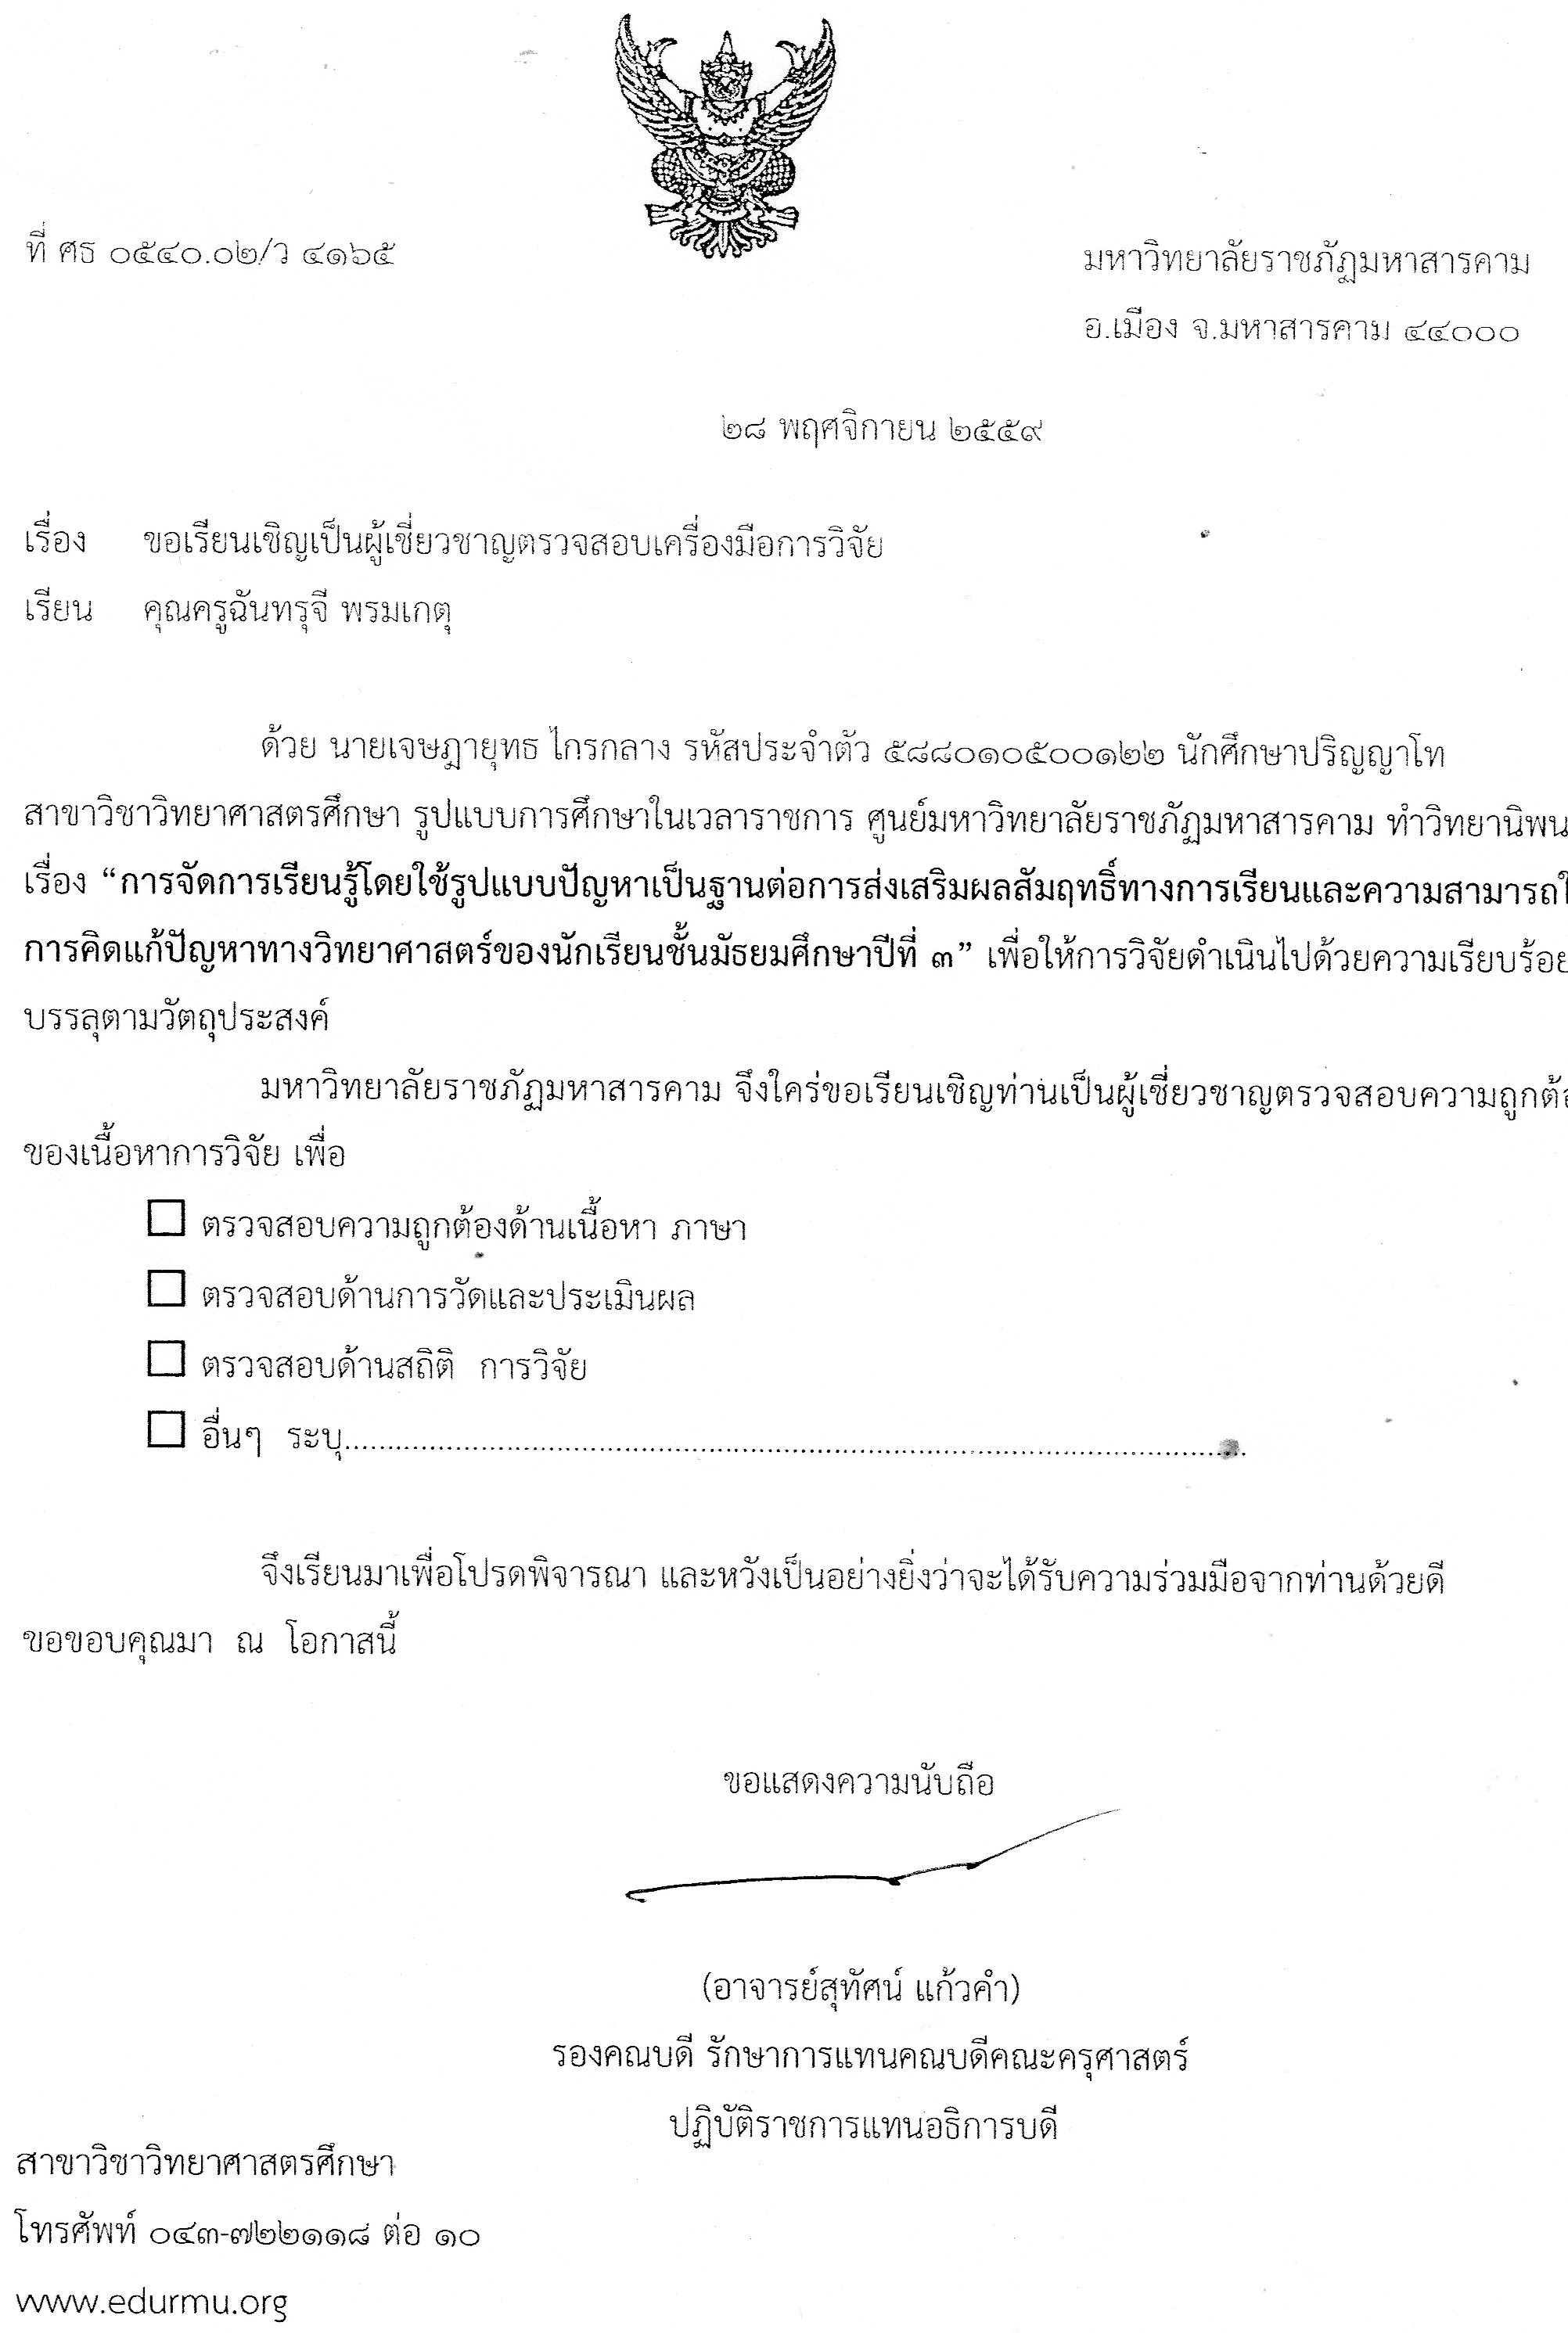 ที่ ศธ ๐๕๔๐.๐๒/ว ๔๑๖๕
มหาวิทยาลัยราชภัฏมหาสารคาม
อ.เมือง จ.มหาสารคาม ๔๔๐๐๐
๒๘ พฤศจิกายน ๒๕๕๙
เรื่อง ขอเรียนเชิญเป็นผู้เชี่ยวชาญตรวจสอบเครื่องมือการวิจัย
เรียน คุณครูฉันทรุจี พรมเกตุ
ด้วย นายเจษฎายุทธ ไกรกลาง รหัสประจำตัว ๕๘๘๐๑๐๕๐๐๑๒๒ นักศึกษาปริญญาโท
สาขาวิชาวิทยาศาสตรศึกษา รูปแบบการศึกษาในเวลาราชการ ศูนย์มหาวิทยาลัยราชภัฏมหาสารคาม ทำวิทยานิพน
เรื่อง “การจัดการเรียนรู้โดยใช้รูปแบบปัญหาเป็นฐานต่อการส่งเสริมผลสัมฤทธิ์ทางการเรียนและความสามารถใ
การคิดแก้ปัญหาทางวิทยาศาสตร์ของนักเรียนชั้นมัธยมศึกษาปีที่ ๓” เพื่อให้การวิจัยดำเนินไปด้วยความเรียบร้อย
บรรลุตามวัตถุประสงค์
มหาวิทยาลัยราชภัฏมหาสารคาม จึงใคร่ขอเรียนเชิญท่านเป็นผู้เชี่ยวชาญตรวจสอบความถูกต้อ
ของเนื้อหาการวิจัย เพื่อ
ตรวจสอบความถูกต้องด้านเนื้อหา ภาษา
ตรวจสอบด้านการวัดและประเมินผล
ตรวจสอบด้านสถิติ การวิจัย
อื่นๆ ระบุ...........................................................................
จึงเรียนมาเพื่อโปรดพิจารณา และหวังเป็นอย่างยิ่งว่าจะได้รับความร่วมมือจากท่านด้วยดี
ขอขอบคุณมา ณ โอกาสนี้
ขอแสดงความนับถือ
(อาจารย์สุทัศน์ แก้วคำ)
รองคณบดี รักษาการแทนคณบดีคณะครุศาสตร์
ปฏิบัติราชการแทนอธิการบดี
สาขาวิชาวิทยาศาสตรศึกษา
โทรศัพท์ ๐๔๓-๗๒๒๑๑๘ ต่อ ๑๐
www.edurmu.org